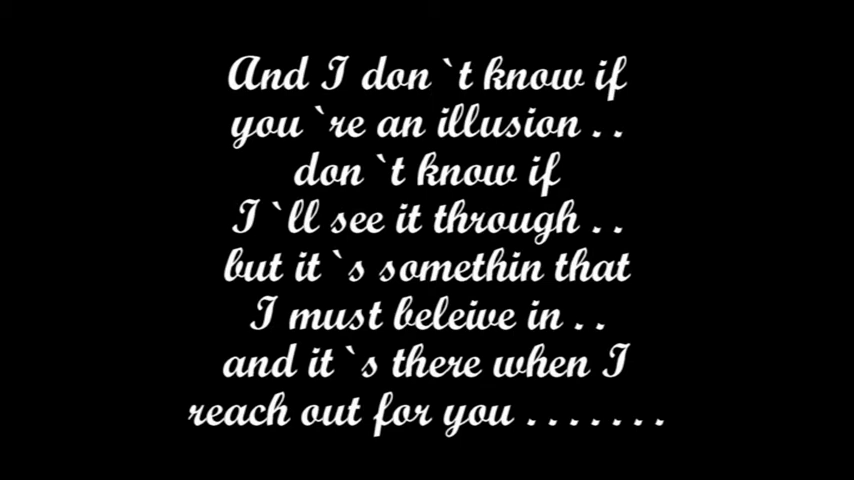 And I don `t know if
you `re an illusion . .
don `t know if
I `ll see it through . .
but it `s somethin that
I must beleive in . .
and it `s there when I
reach out for you . . . . . . .